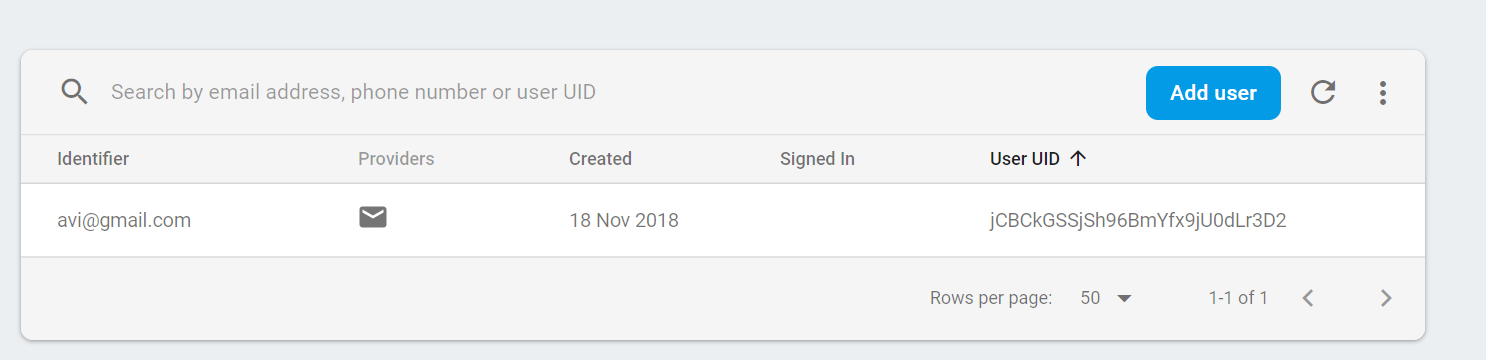 Search by email address, phone number or user UID Add user
Identifier Providers Created Signed In User UID
avi@gmail.com 18 Nov 2018 jCBCkGSSjSh96BmYfx9jU0dLr3D2
Rows per page: 50 1-1 of 1